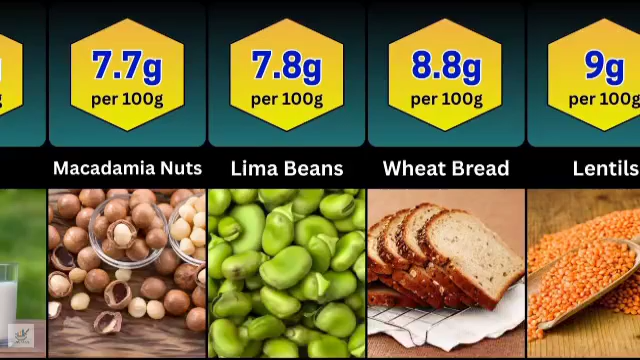 7.7g
per 100g
7.8g
per 100g
8.8g
per 100g
9g
per 100g
Macadamia Nuts
Lima Beans
Wheat Bread
Lentils